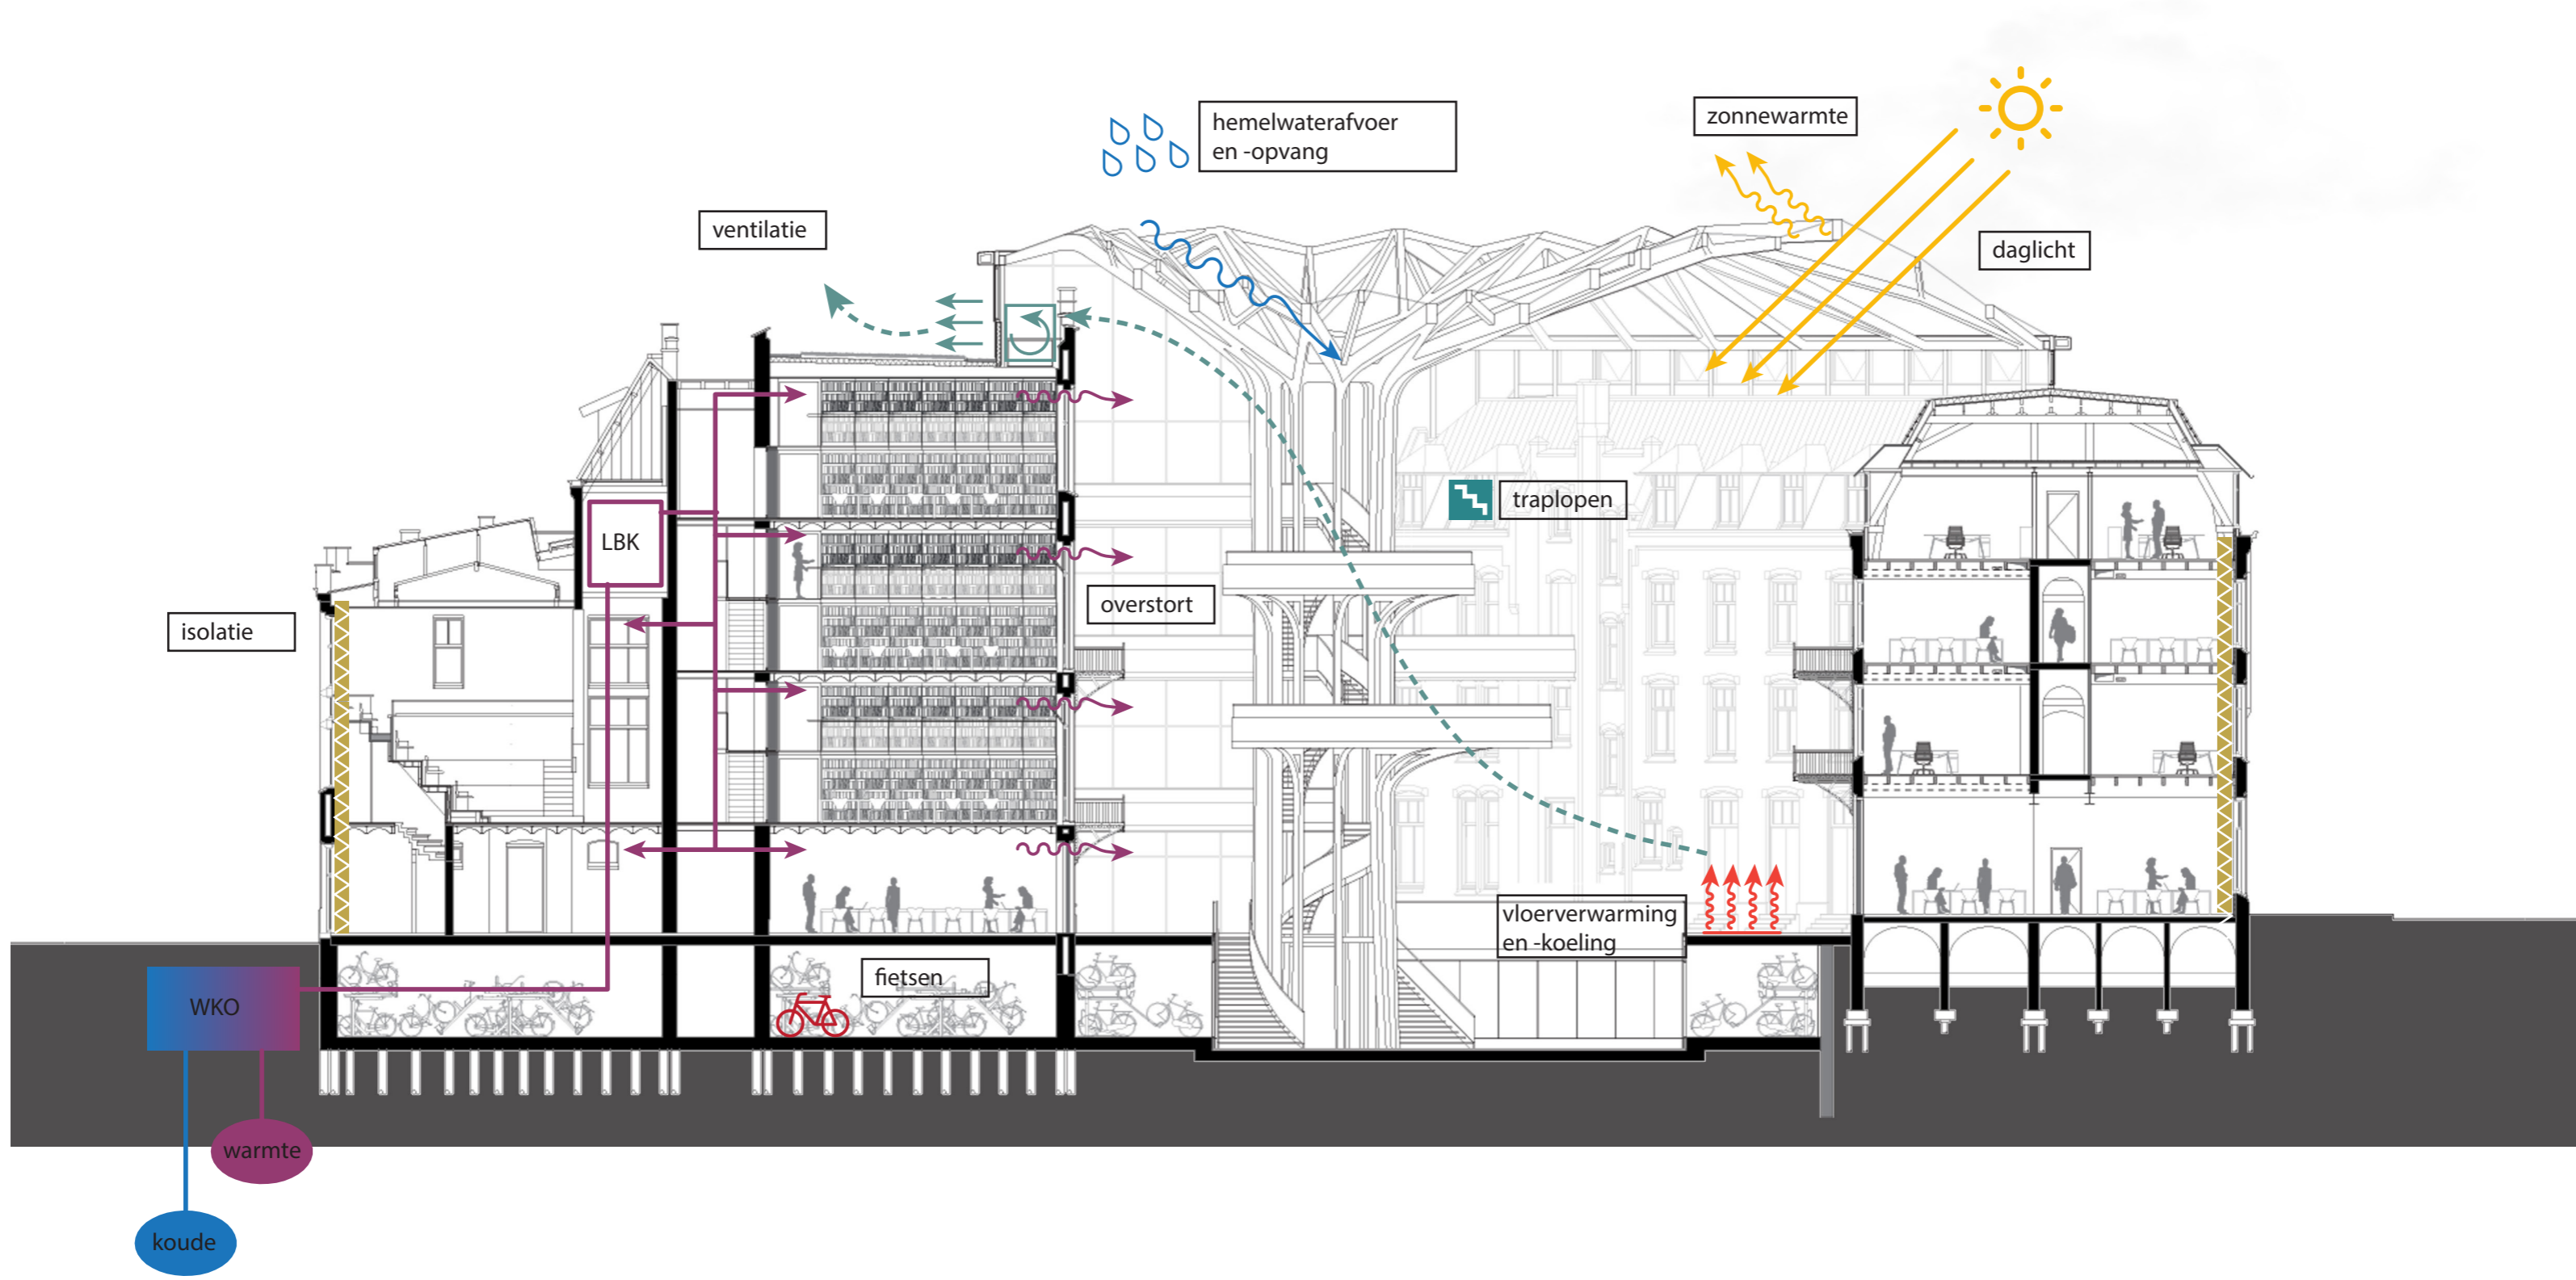 hemelwaterafvoer
en -opvang
zonnewarmte
ventilatie
daglicht
traplopen
LBK
overstort
isolatie
vloerverwarming
en -koeling
fietsen
WKO
warmte
koude